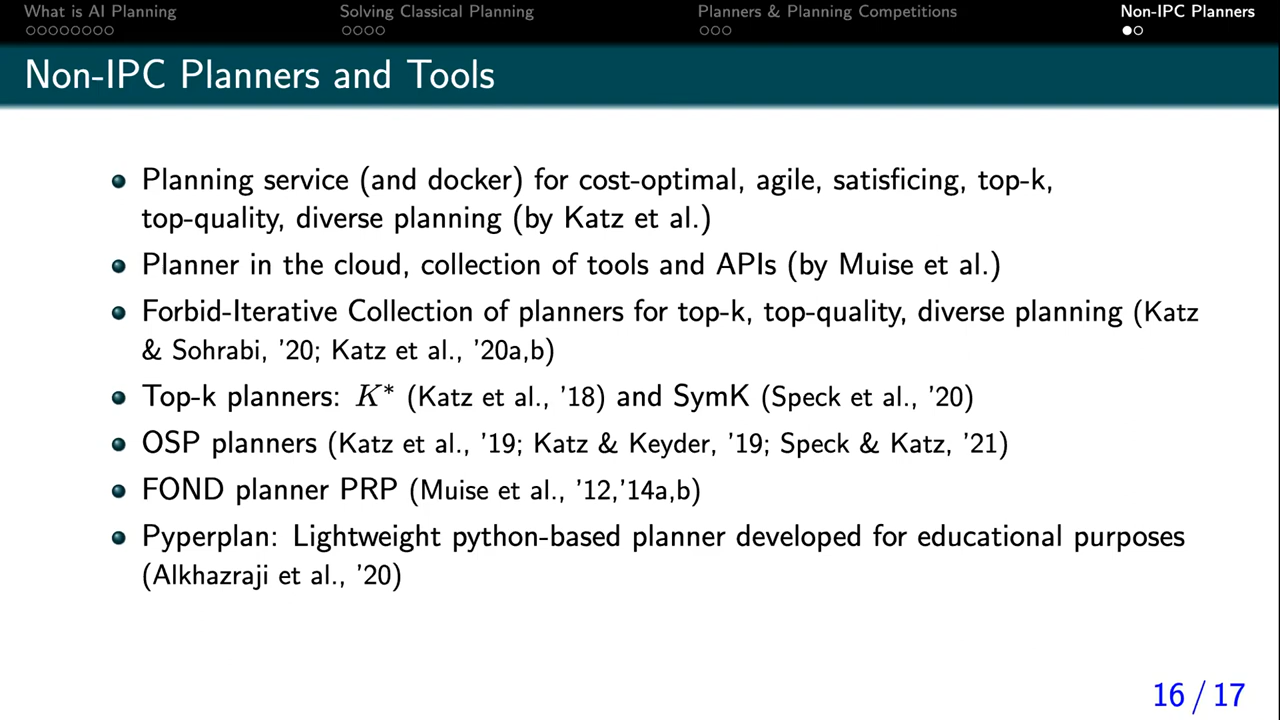 What is AI Planning
Solving Classical Planning
Planners & Planning Competitions
Non-IPC Planners
Non-IPC Planners and Tools
Planning service (and docker) for cost-optimal, agile, satisficing, top-k,
top-quality, diverse planning (by Katz et al.)
Planner in the cloud, collection of tools and APIs (by Muise et al.)
Forbid-Iterative Collection of planners for top-k, top-quality, diverse planning (Katz
& Sohrabi, ’20; Katz et al., ’20a,b)
Top-k planners: K* (Katz et al., ’18) and SymK (Speck et al., ’20)
OSP planners (Katz et al., ’19; Katz & Keyder, ’19; Speck & Katz, ’21)
FOND planner PRP (Muise et al., ’12,’14a,b)
Pyperplan: Lightweight python-based planner developed for educational purposes
(Alkhazraji et al., ’20)
16 / 17